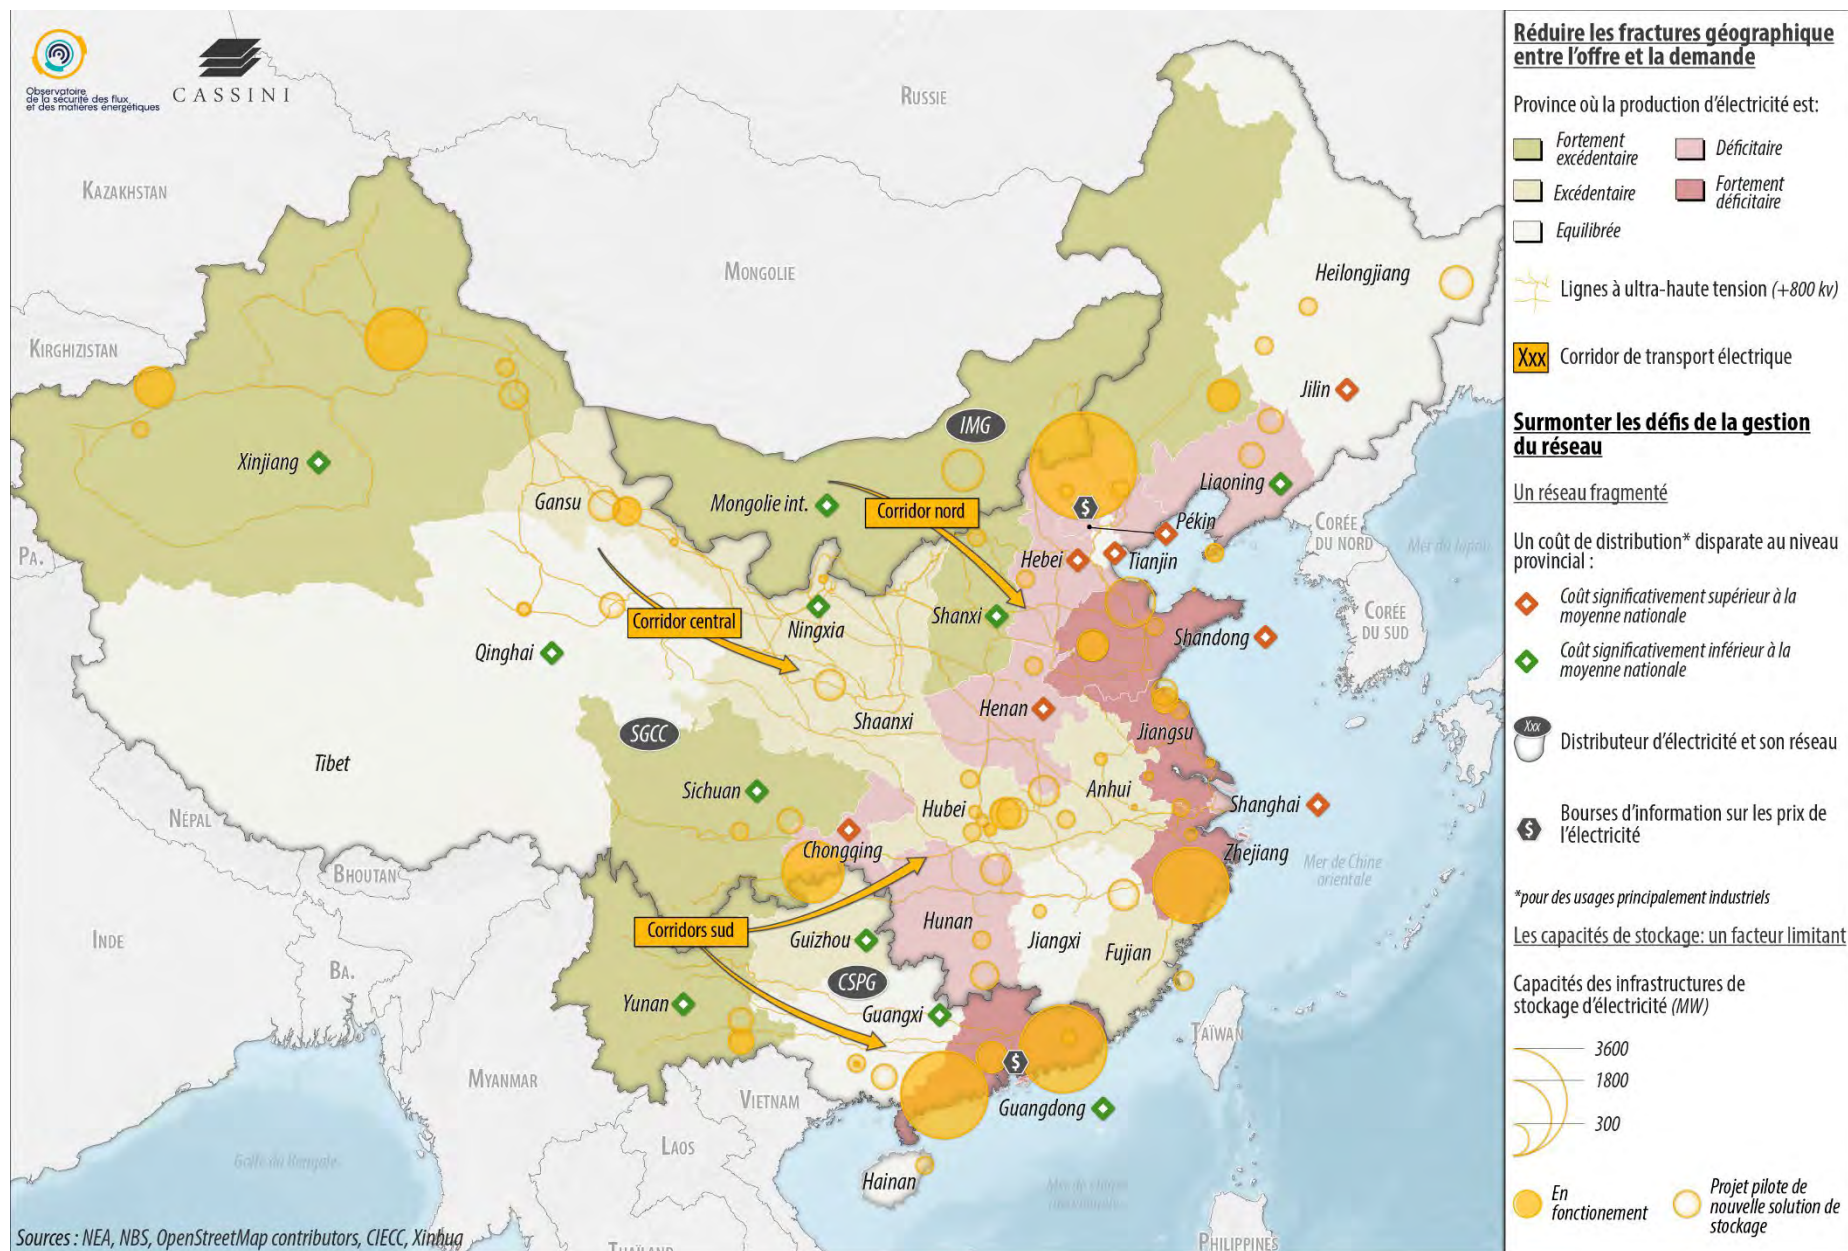 Observatoire
de la sécurité des flux
et des matières énergétiques
CASSINI
RUSSIE
KAZAKHSTAN
MONGOLIE
KIRGHIZISTAN
PA.
NÉPAL
BHOUTAN
INDE
BA.
MYANMAR
LAOS
VIETNAM
THAÏLAND
PHILIPPINES
TAÏWAN
CORÉE
DU NORD
CORÉE
DU SUD
Mer du Japon
Mer de Chine
orientale
Golfe du Bengale
Heilongjiang
Jilin
Liaoning
Xinjiang
Gansu
Mongolie int.
IMG
Corridor nord
Pékin
Tianjin
Hebei
Shanxi
Shandong
Corridor central
Ningxia
Qinghai
Tibet
SGCC
Shaanxi
Henan
Jiangsu
Sichuan
Hubei
Anhui
Shanghai
Chongqing
Zhejiang
Corridors sud
Guizhou
Hunan
Jiangxi
Fujian
CSPG
Yunan
Guangxi
Guangdong
Hainan
Sources : NEA, NBS, OpenStreetMap contributors, CIECC, Xinhua
Réduire les fractures géographique
entre l'offre et la demande
Province où la production d'électricité est:
Fortement
excédentaire
Déficitaire
Excédentaire
Fortement
déficitaire
Equilibrée
Lignes à ultra-haute tension (+800 kv)
Xxx
Corridor de transport électrique
Surmonter les défis de la gestion
du réseau
Un réseau fragmenté
Un coût de distribution* disparate au niveau
provincial :
Coût significativement supérieur à la
moyenne nationale
Coût significativement inférieur à la
moyenne nationale
Xxx
Distributeur d'électricité et son réseau
$
Bourses d'information sur les prix de
l'électricité
*pour des usages principalement industriels
Les capacités de stockage: un facteur limitant
Capacités des infrastructures de
stockage d'électricité (MW)
3600
1800
300
En
fonctionement
Projet pilote de
nouvelle solution de
stockage